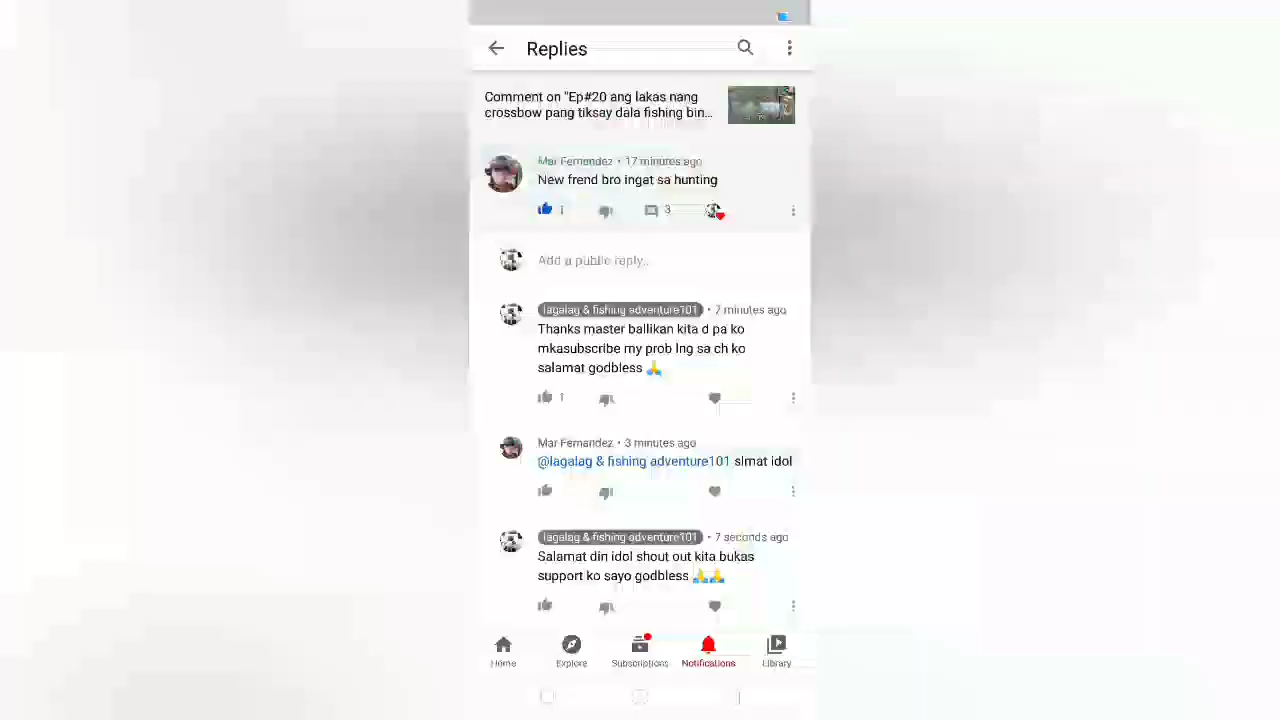 Replies
Comment on "Ep#20 ang lakas nang
crossbow pang tiksay dala fishing bin...
Mar Fernandez • 17 minutes ago
New frend bro ingat sa hunting
1
3
Add a public reply...
lagalag & fishing adventure101 • 7 minutes ago
Thanks master ballikan kita d pa ko
mkasubscribe my prob lng sa ch ko
salamat godbless 🙏
1
Mar Fernandez • 3 minutes ago
@lagalag & fishing adventure101 slmat idol
lagalag & fishing adventure101 • 7 seconds ago
Salamat din idol shout out kita bukas
support ko sayo godbless 🙏🙏
Home
Explore
Subscriptions
Notifications
Library